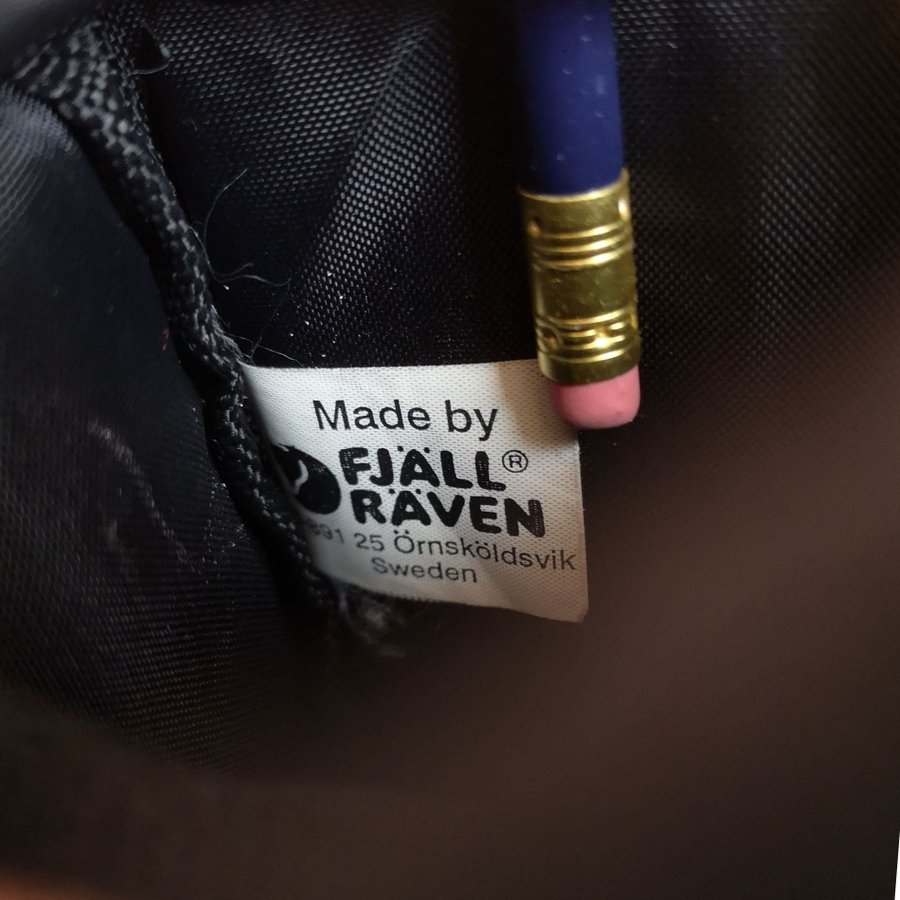 Made by
FJÄLL®
RÄVEN
891 25 Örnsköldsvik
Sweden